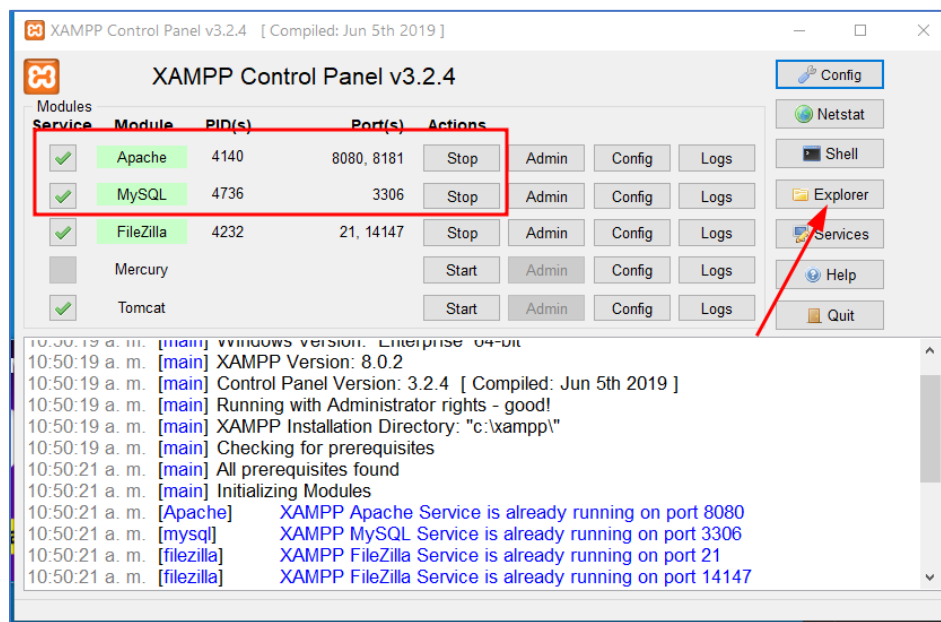 XAMPP Control Panel v3.2.4 [ Compiled: Jun 5th 2019 ]
XAMPP Control Panel v3.2.4
Config
Modules
Service Module PID(s) Port(s) Actions
Netstat
Apache 4140 8080, 8181 Stop Admin Config Logs
Shell
MySQL 4736 3306 Stop Admin Config Logs
Explorer
FileZilla 4232 21, 14147 Stop Admin Config Logs
Services
Mercury Start Admin Config Logs
Help
Tomcat Start Admin Config Logs
Quit
10:50:19 a. m. [main] Windows Version: Enterprise 64-bit
10:50:19 a. m. [main] XAMPP Version: 8.0.2
10:50:19 a. m. [main] Control Panel Version: 3.2.4 [ Compiled: Jun 5th 2019 ]
10:50:19 a. m. [main] Running with Administrator rights - good!
10:50:19 a. m. [main] XAMPP Installation Directory: "c:\xampp\"
10:50:19 a. m. [main] Checking for prerequisites
10:50:21 a. m. [main] All prerequisites found
10:50:21 a. m. [main] Initializing Modules
10:50:21 a. m. [Apache] XAMPP Apache Service is already running on port 8080
10:50:21 a. m. [mysql] XAMPP MySQL Service is already running on port 3306
10:50:21 a. m. [filezilla] XAMPP FileZilla Service is already running on port 21
10:50:21 a. m. [filezilla] XAMPP FileZilla Service is already running on port 14147